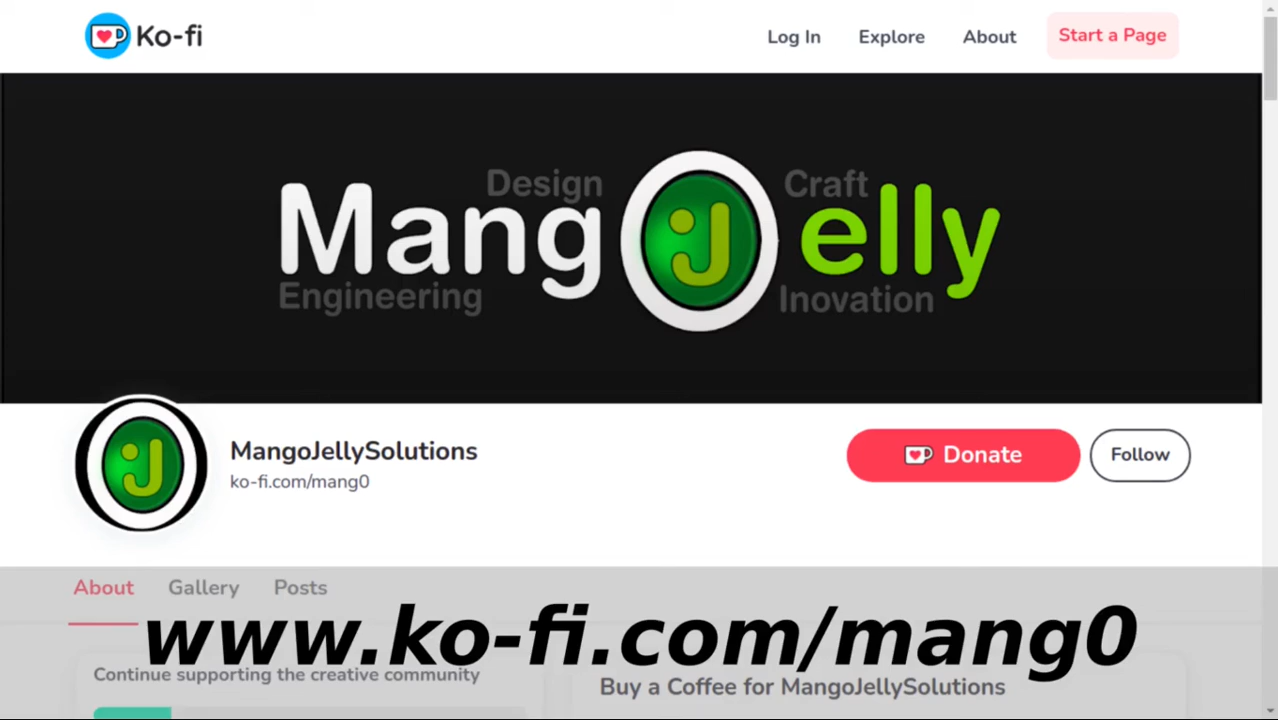 Ko-fi
Log In Explore About Start a Page
Design Craft
Mang Jelly
Engineering Inovation
J
MangoJellySolutions
ko-fi.com/mang0
Donate Follow
About Gallery Posts
www.ko-fi.com/mang0
Continue supporting the creative community
Buy a Coffee for MangoJellySolutions